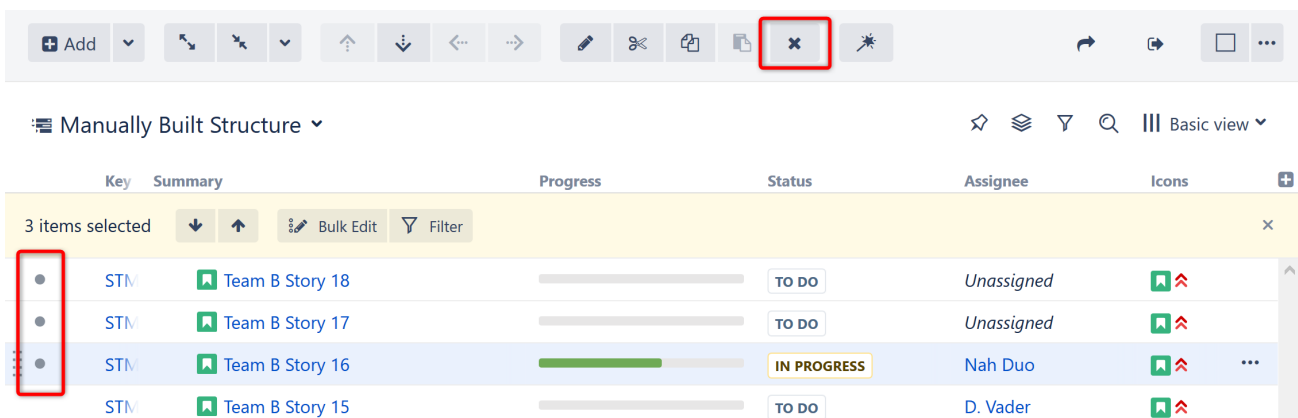 Add
Manually Built Structure
Basic view
Key Summary Progress Status Assignee Icons
3 items selected Bulk Edit Filter
STM Team B Story 18 TO DO Unassigned
STM Team B Story 17 TO DO Unassigned
STM Team B Story 16 IN PROGRESS Nah Duo
STM Team B Story 15 TO DO D. Vader